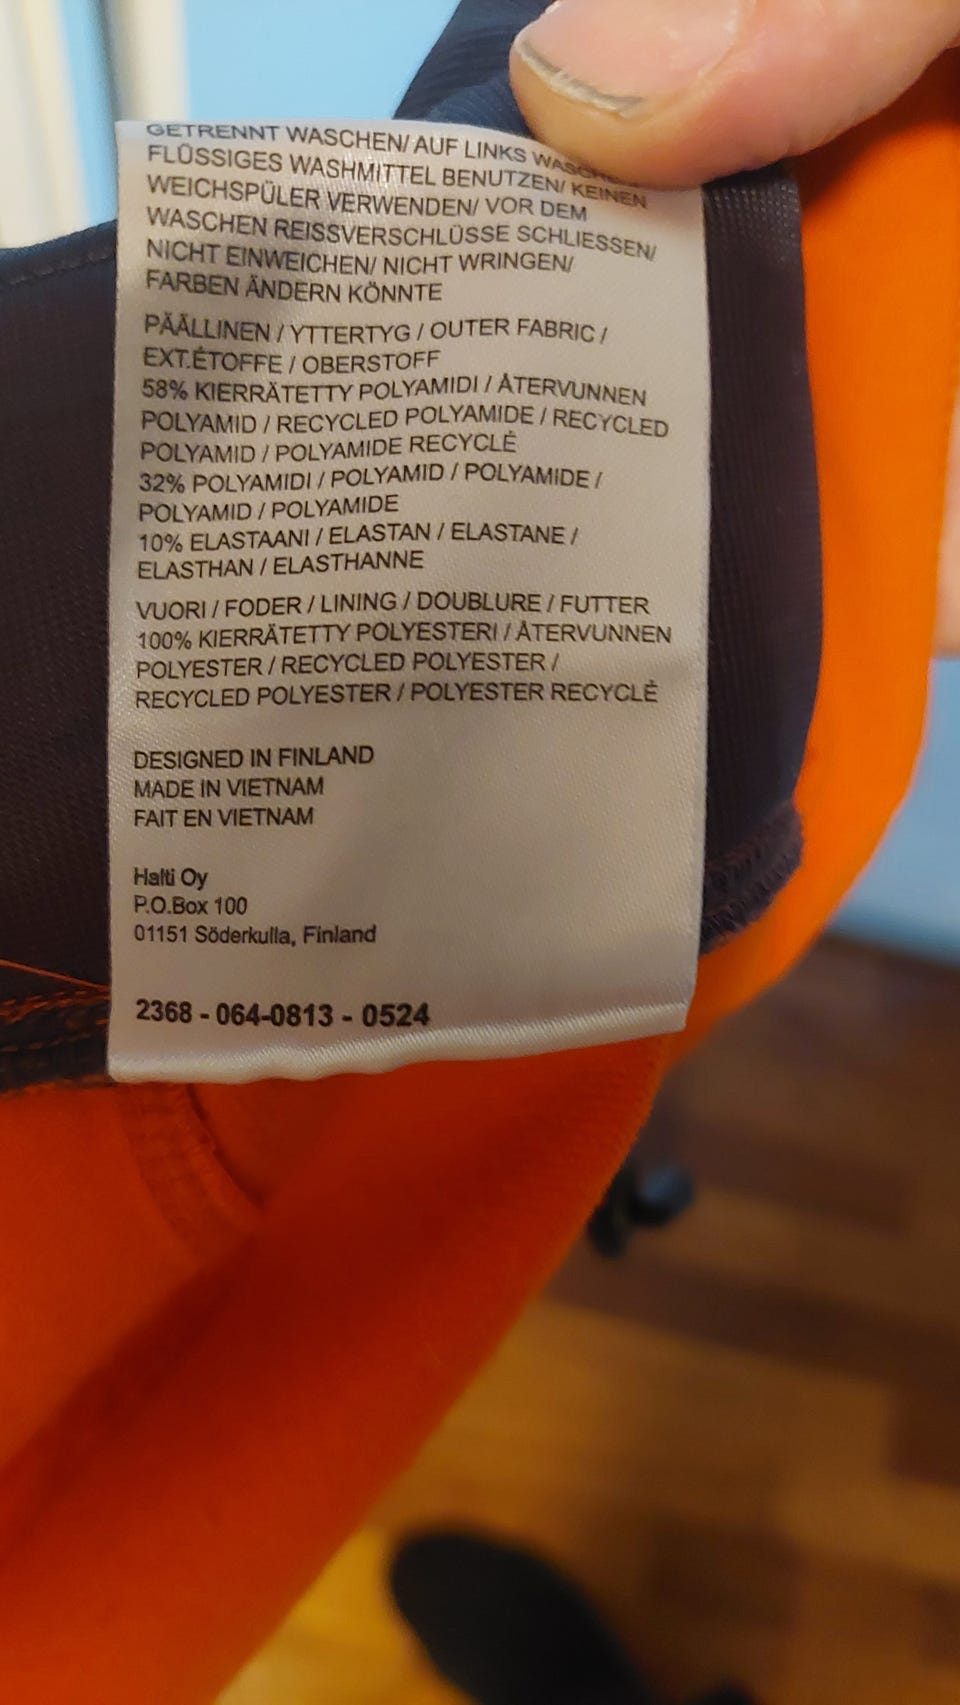 GETRENNT WASCHEN/ AUF LINKS WASCHEN
FLÜSSIGES WASHMITTEL BENUTZEN/ KEINEN
WEICHSPÜLER VERWENDEN/ VOR DEM
WASCHEN REISSVERSCHLÜSSE SCHLIESSEN/
NICHT EINWEICHEN/ NICHT WRINGEN/
FARBEN ÄNDERN KÖNNTE
PÄÄLLINEN / YTTERTYG / OUTER FABRIC /
EXT.ÉTOFFE / OBERSTOFF
58% KIERRÄTETTY POLYAMIDI / ÅTERVUNNEN
POLYAMID / RECYCLED POLYAMIDE / RECYCLED
POLYAMID / POLYAMIDE RECYCLÉ
32% POLYAMIDI / POLYAMID / POLYAMIDE /
POLYAMID / POLYAMIDE
10% ELASTAANI / ELASTAN / ELASTANE /
ELASTHAN / ELASTHANNE
VUORI / FODER / LINING / DOUBLURE / FUTTER
100% KIERRÄTETTY POLYESTERI / ÅTERVUNNEN
POLYESTER / RECYCLED POLYESTER /
RECYCLED POLYESTER / POLYESTER RECYCLÉ
DESIGNED IN FINLAND
MADE IN VIETNAM
FAIT EN VIETNAM
Halti Oy
P.O.Box 100
01151 Söderkulla, Finland
2368 - 064-0813 - 0524